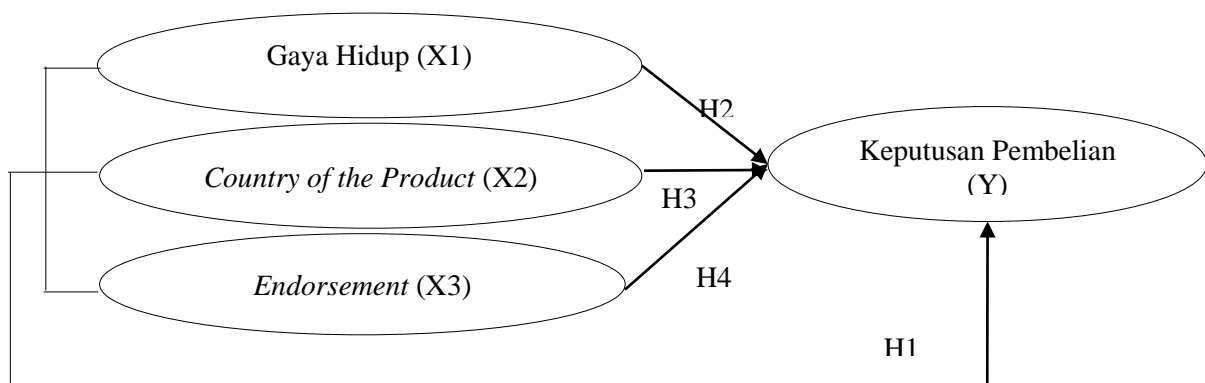 Gaya Hidup (X1)
H2
Keputusan Pembelian
(Y)
Country of the Product (X2)
H3
Endorsement (X3)
H4
H1